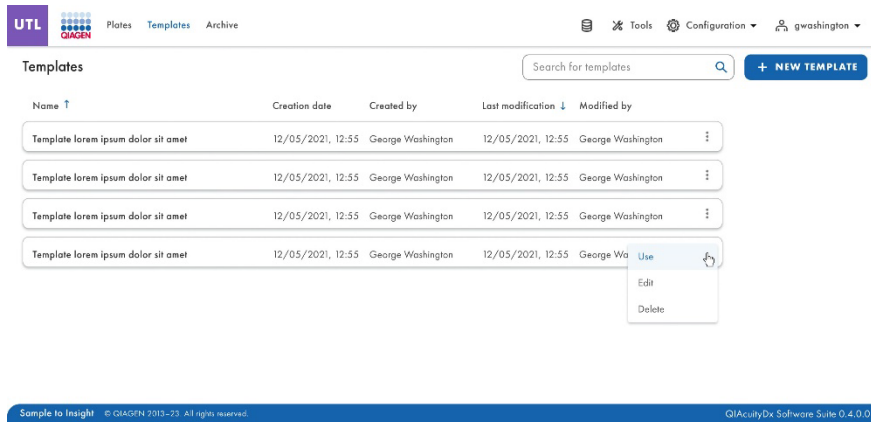 UTL QIAGEN Plates Templates Archive Tools Configuration gwashington
Templates Search for templates + NEW TEMPLATE
Name ↑ Creation date Created by Last modification ↓ Modified by
Template lorem ipsum dolor sit amet 12/05/2021, 12:55 George Washington 12/05/2021, 12:55 George Washington
Template lorem ipsum dolor sit amet 12/05/2021, 12:55 George Washington 12/05/2021, 12:55 George Washington
Template lorem ipsum dolor sit amet 12/05/2021, 12:55 George Washington 12/05/2021, 12:55 George Washington
Template lorem ipsum dolor sit amet 12/05/2021, 12:55 George Washington 12/05/2021, 12:55 George Wa Use
Edit
Delete
Sample to Insight © QIAGEN 2013–23. All rights reserved. QIAcuityDx Software Suite 0.4.0.0